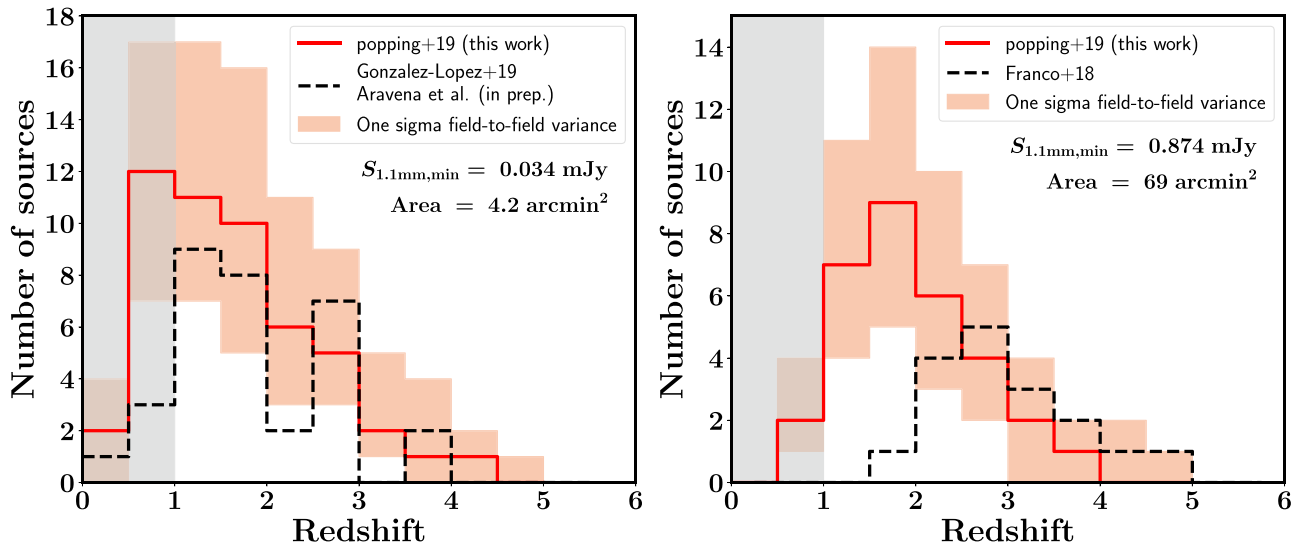 18
16
14
12
10
8
6
4
2
0
Number of sources
popping+19 (this work)
Gonzalez-Lopez+19
Aravena et al. (in prep.)
One sigma field-to-field variance
S1.1mm,min = 0.034 mJy
Area = 4.2 arcmin²
0 1 2 3 4 5 6
Redshift
14
12
10
8
6
4
2
0
Number of sources
popping+19 (this work)
Franco+18
One sigma field-to-field variance
S1.1mm,min = 0.874 mJy
Area = 69 arcmin²
0 1 2 3 4 5 6
Redshift